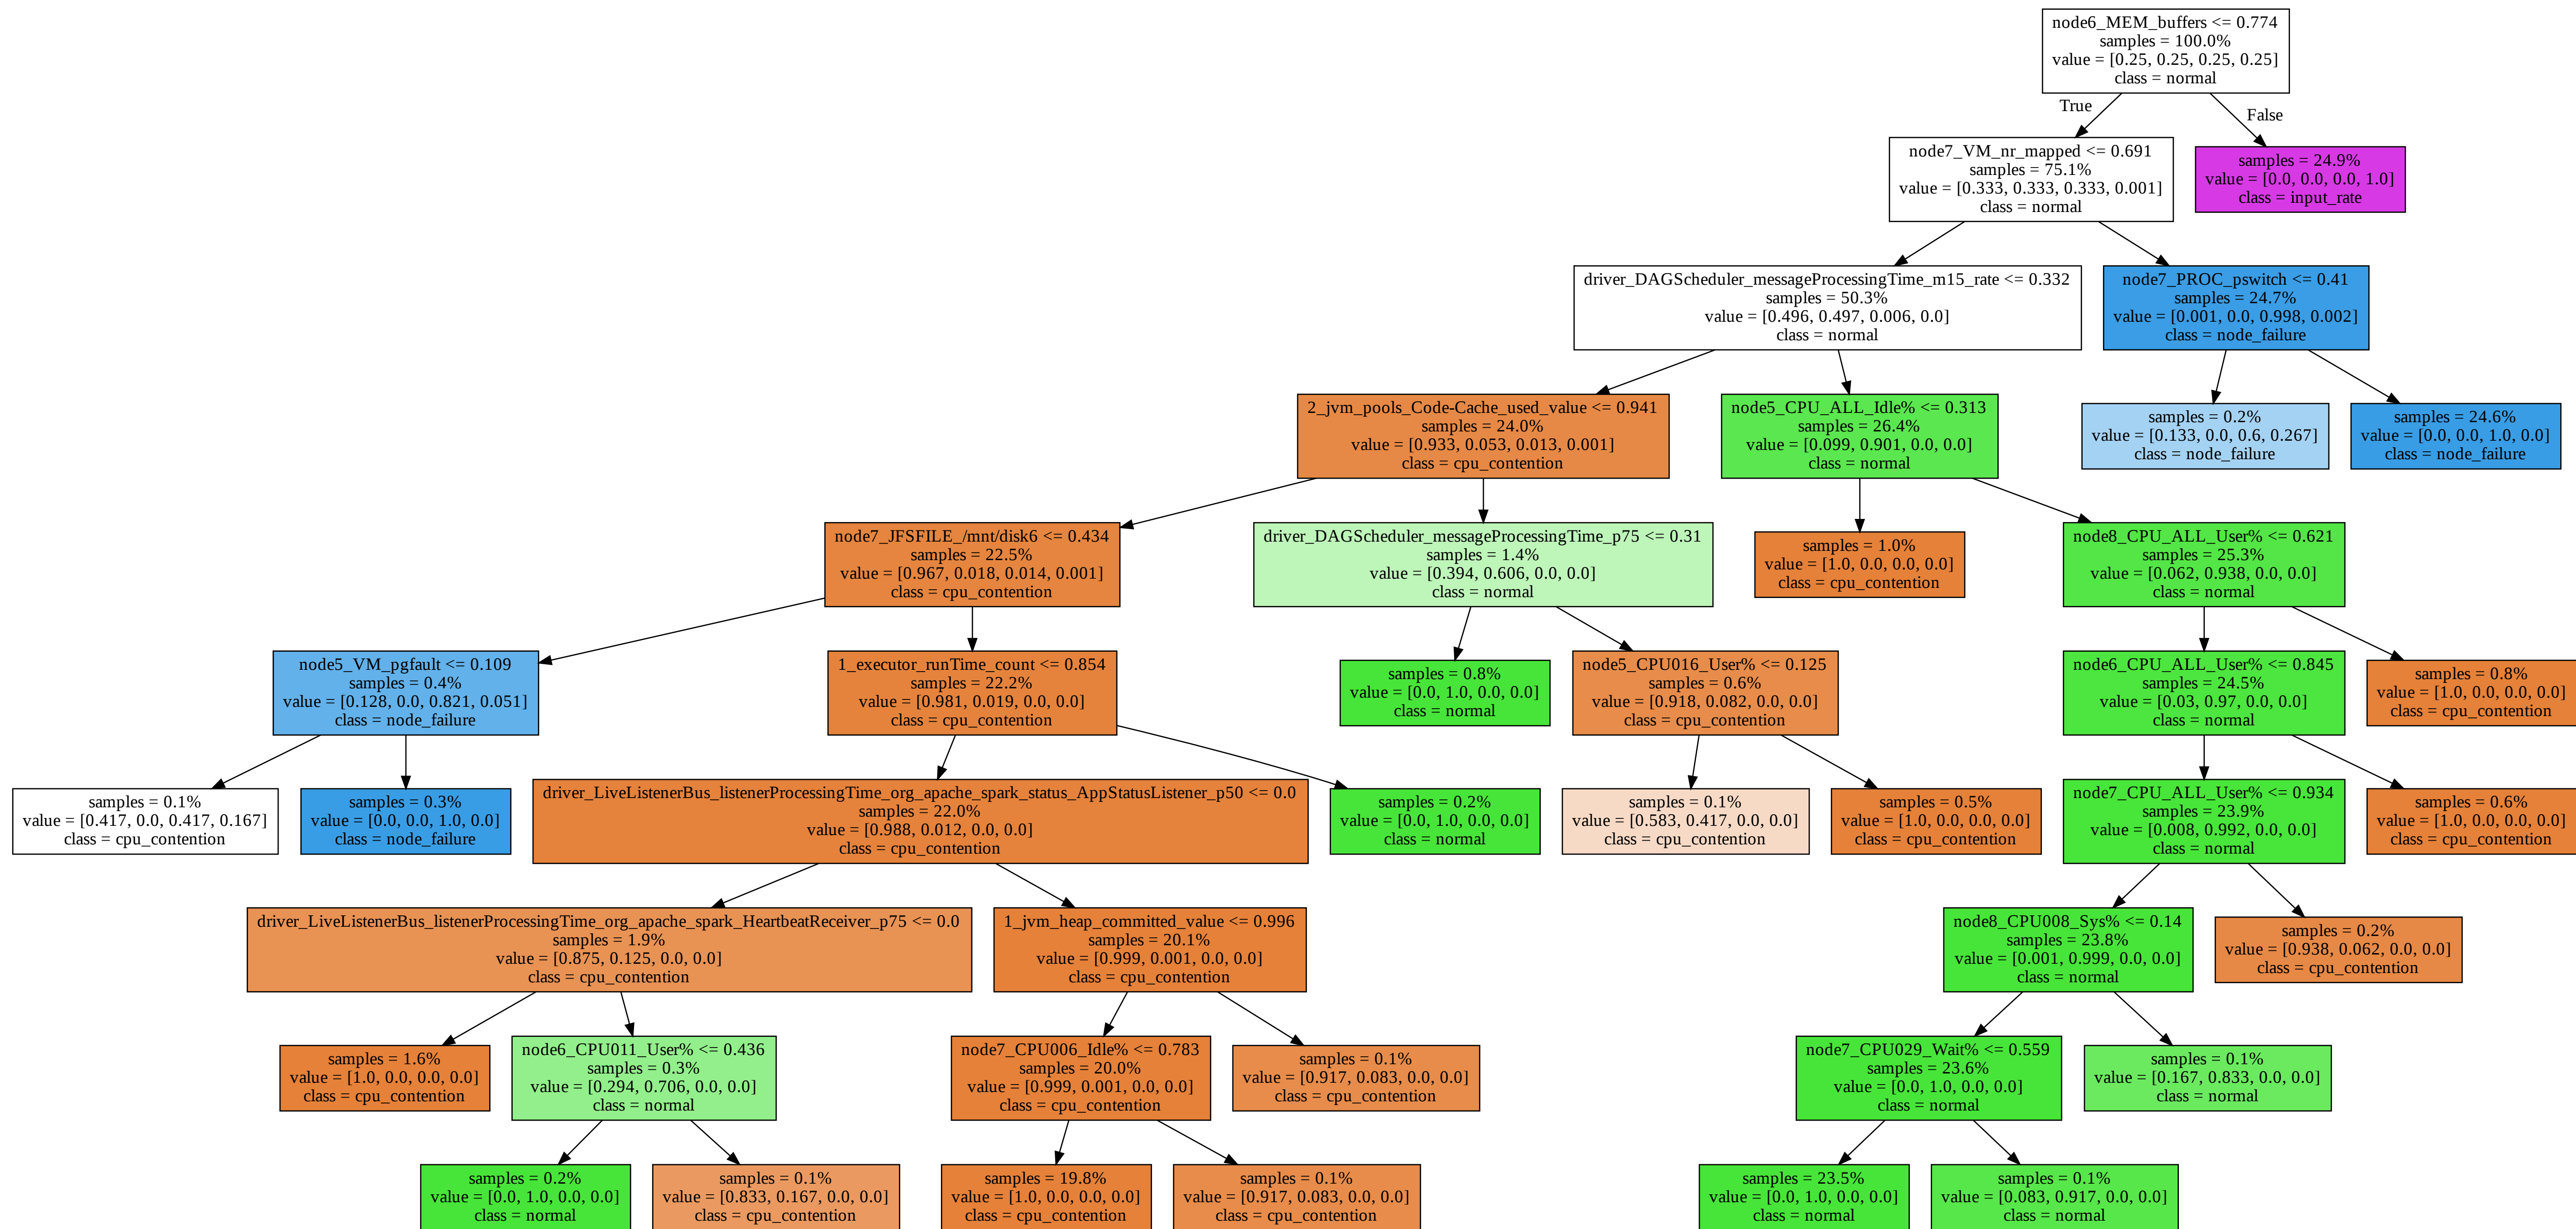 node6_MEM_buffers <= 0.774
samples = 100.0%
value = [0.25, 0.25, 0.25, 0.25]
class = normal
True
False
node7_VM_nr_mapped <= 0.691
samples = 75.1%
value = [0.333, 0.333, 0.333, 0.001]
class = normal
samples = 24.9%
value = [0.0, 0.0, 0.0, 1.0]
class = input_rate
driver_DAGScheduler_messageProcessingTime_m15_rate <= 0.332
samples = 50.3%
value = [0.496, 0.497, 0.006, 0.0]
class = normal
node7_PROC_pswitch <= 0.41
samples = 24.7%
value = [0.001, 0.0, 0.998, 0.002]
class = node_failure
2_jvm_pools_Code-Cache_used_value <= 0.941
samples = 24.0%
value = [0.933, 0.053, 0.013, 0.001]
class = cpu_contention
node5_CPU_ALL_Idle% <= 0.313
samples = 26.4%
value = [0.099, 0.901, 0.0, 0.0]
class = normal
samples = 0.2%
value = [0.133, 0.0, 0.6, 0.267]
class = node_failure
samples = 24.6%
value = [0.0, 0.0, 1.0, 0.0]
class = node_failure
node7_JFSFILE_/mnt/disk6 <= 0.434
samples = 22.5%
value = [0.967, 0.018, 0.014, 0.001]
class = cpu_contention
driver_DAGScheduler_messageProcessingTime_p75 <= 0.31
samples = 1.4%
value = [0.394, 0.606, 0.0, 0.0]
class = normal
samples = 1.0%
value = [1.0, 0.0, 0.0, 0.0]
class = cpu_contention
node8_CPU_ALL_User% <= 0.621
samples = 25.3%
value = [0.062, 0.938, 0.0, 0.0]
class = normal
node5_VM_pgfault <= 0.109
samples = 0.4%
value = [0.128, 0.0, 0.821, 0.051]
class = node_failure
1_executor_runTime_count <= 0.854
samples = 22.2%
value = [0.981, 0.019, 0.0, 0.0]
class = cpu_contention
samples = 0.8%
value = [0.0, 1.0, 0.0, 0.0]
class = normal
node5_CPU016_User% <= 0.125
samples = 0.6%
value = [0.918, 0.082, 0.0, 0.0]
class = cpu_contention
node6_CPU_ALL_User% <= 0.845
samples = 24.5%
value = [0.03, 0.97, 0.0, 0.0]
class = normal
samples = 0.8%
value = [1.0, 0.0, 0.0, 0.0]
class = cpu_contention
samples = 0.1%
value = [0.417, 0.0, 0.417, 0.167]
class = cpu_contention
samples = 0.3%
value = [0.0, 0.0, 1.0, 0.0]
class = node_failure
driver_LiveListenerBus_listenerProcessingTime_org_apache_spark_status_AppStatusListener_p50 <= 0.0
samples = 22.0%
value = [0.988, 0.012, 0.0, 0.0]
class = cpu_contention
samples = 0.2%
value = [0.0, 1.0, 0.0, 0.0]
class = normal
samples = 0.1%
value = [0.583, 0.417, 0.0, 0.0]
class = cpu_contention
samples = 0.5%
value = [1.0, 0.0, 0.0, 0.0]
class = cpu_contention
node7_CPU_ALL_User% <= 0.934
samples = 23.9%
value = [0.008, 0.992, 0.0, 0.0]
class = normal
samples = 0.6%
value = [1.0, 0.0, 0.0, 0.0]
class = cpu_contention
driver_LiveListenerBus_listenerProcessingTime_org_apache_spark_HeartbeatReceiver_p75 <= 0.0
samples = 1.9%
value = [0.875, 0.125, 0.0, 0.0]
class = cpu_contention
1_jvm_heap_committed_value <= 0.996
samples = 20.1%
value = [0.999, 0.001, 0.0, 0.0]
class = cpu_contention
node8_CPU008_Sys% <= 0.14
samples = 23.8%
value = [0.001, 0.999, 0.0, 0.0]
class = normal
samples = 0.2%
value = [0.938, 0.062, 0.0, 0.0]
class = cpu_contention
samples = 1.6%
value = [1.0, 0.0, 0.0, 0.0]
class = cpu_contention
node6_CPU011_User% <= 0.436
samples = 0.3%
value = [0.294, 0.706, 0.0, 0.0]
class = normal
node7_CPU006_Idle% <= 0.783
samples = 20.0%
value = [0.999, 0.001, 0.0, 0.0]
class = cpu_contention
samples = 0.1%
value = [0.917, 0.083, 0.0, 0.0]
class = cpu_contention
node7_CPU029_Wait% <= 0.559
samples = 23.6%
value = [0.0, 1.0, 0.0, 0.0]
class = normal
samples = 0.1%
value = [0.167, 0.833, 0.0, 0.0]
class = normal
samples = 0.2%
value = [0.0, 1.0, 0.0, 0.0]
class = normal
samples = 0.1%
value = [0.833, 0.167, 0.0, 0.0]
class = cpu_contention
samples = 19.8%
value = [1.0, 0.0, 0.0, 0.0]
class = cpu_contention
samples = 0.1%
value = [0.917, 0.083, 0.0, 0.0]
class = cpu_contention
samples = 23.5%
value = [0.0, 1.0, 0.0, 0.0]
class = normal
samples = 0.1%
value = [0.083, 0.917, 0.0, 0.0]
class = normal